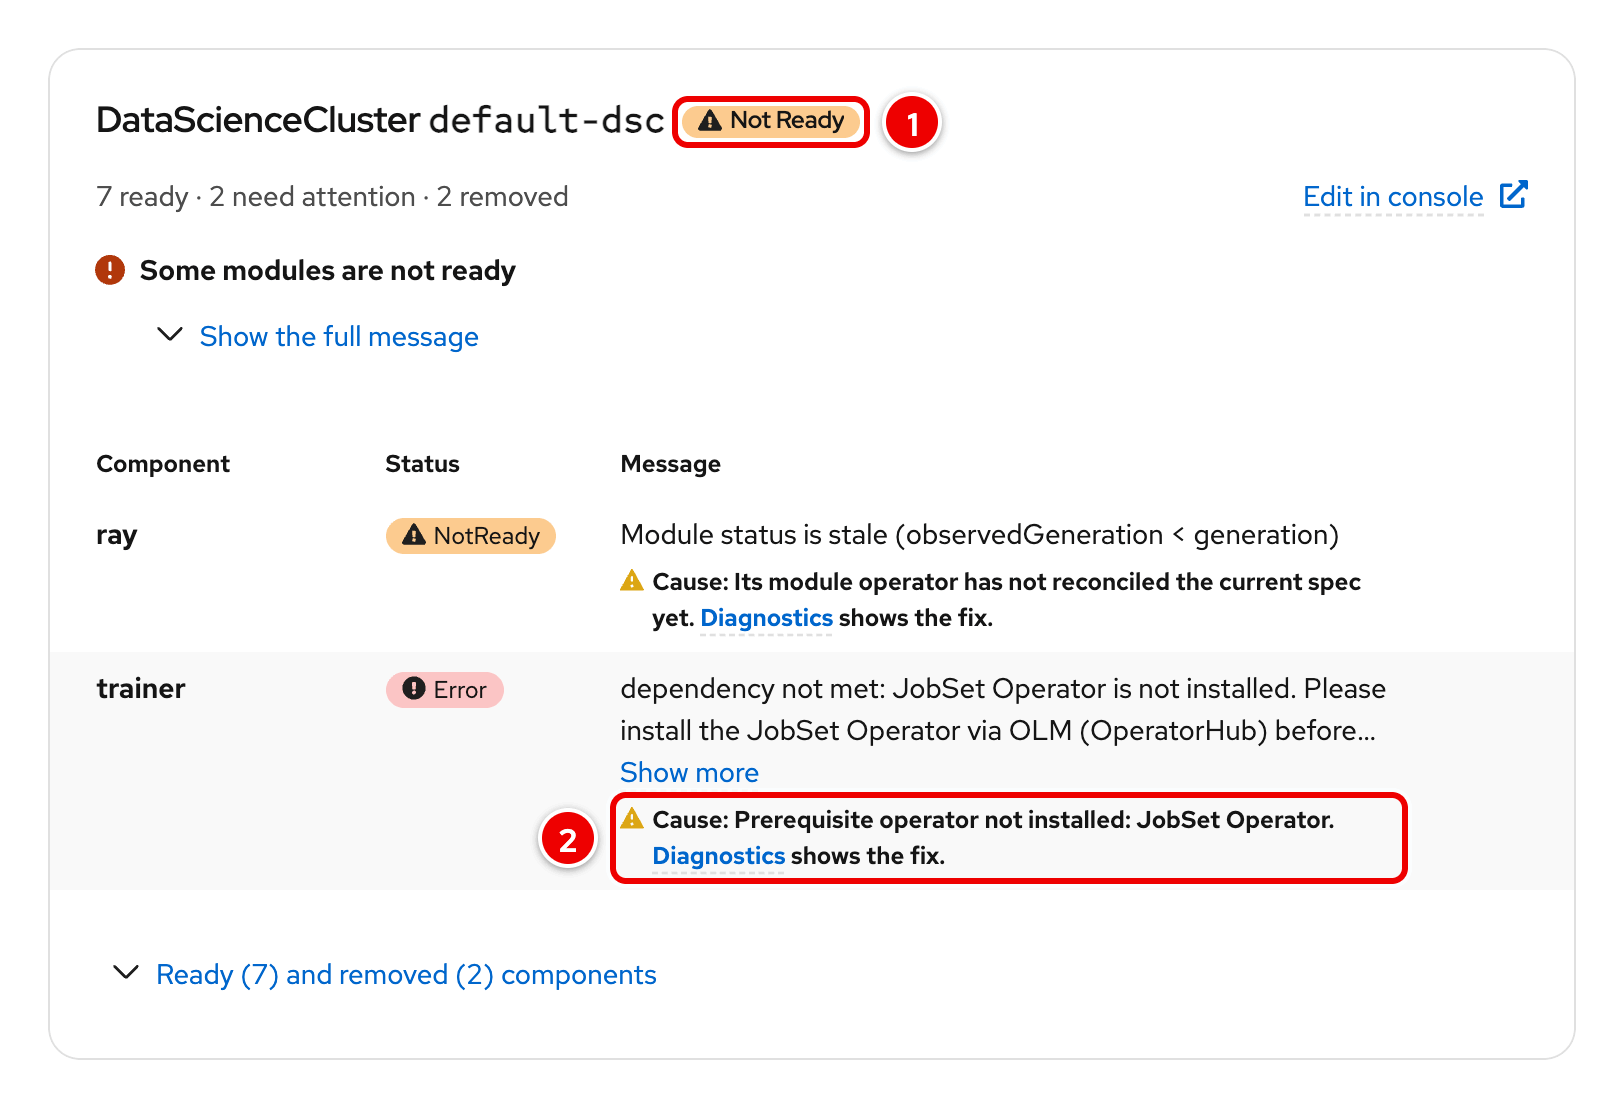 DataScienceCluster default-dsc Not Ready 1
7 ready · 2 need attention · 2 removed
Edit in console
Some modules are not ready
Show the full message
Component Status Message
ray NotReady Module status is stale (observedGeneration < generation)
Cause: Its module operator has not reconciled the current spec
yet. Diagnostics shows the fix.
trainer Error dependency not met: JobSet Operator is not installed. Please
install the JobSet Operator via OLM (OperatorHub) before...
Show more
2 Cause: Prerequisite operator not installed: JobSet Operator.
Diagnostics shows the fix.
Ready (7) and removed (2) components